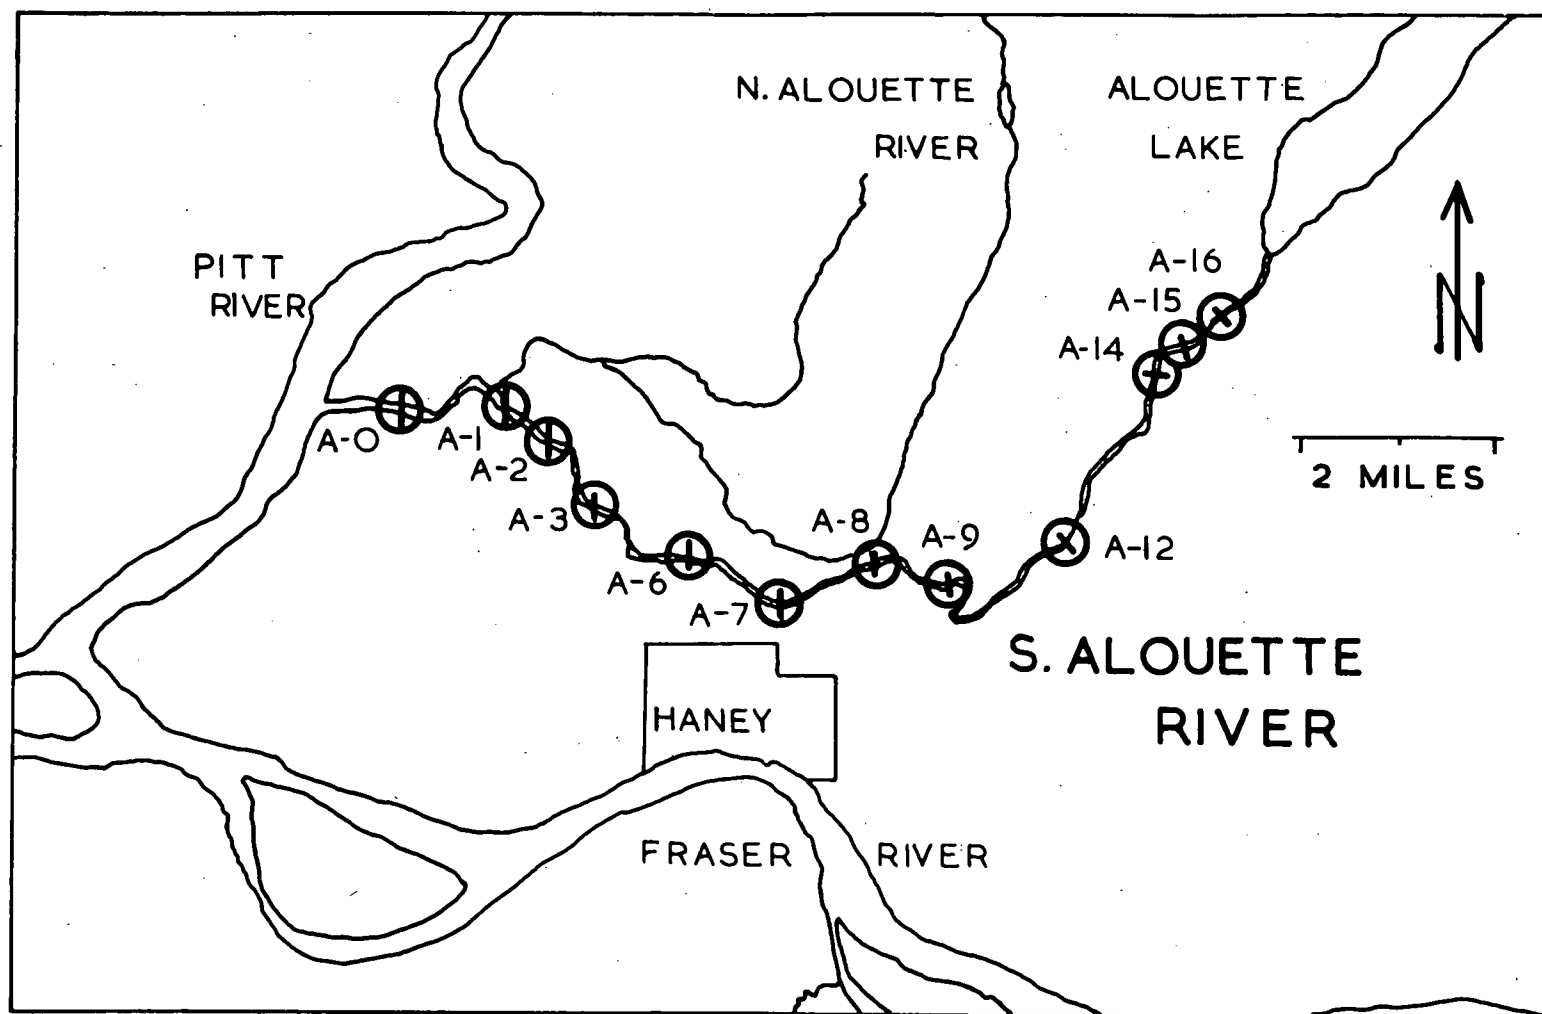 N. ALOUETTE
RIVER
ALOUETTE
LAKE
PITT
RIVER
A-16
A-15
A-14
N
A-0
A-1
A-2
A-3
2 MILES
A-8
A-9
A-12
A-6
A-7
S. ALOUETTE
RIVER
HANEY
FRASER RIVER